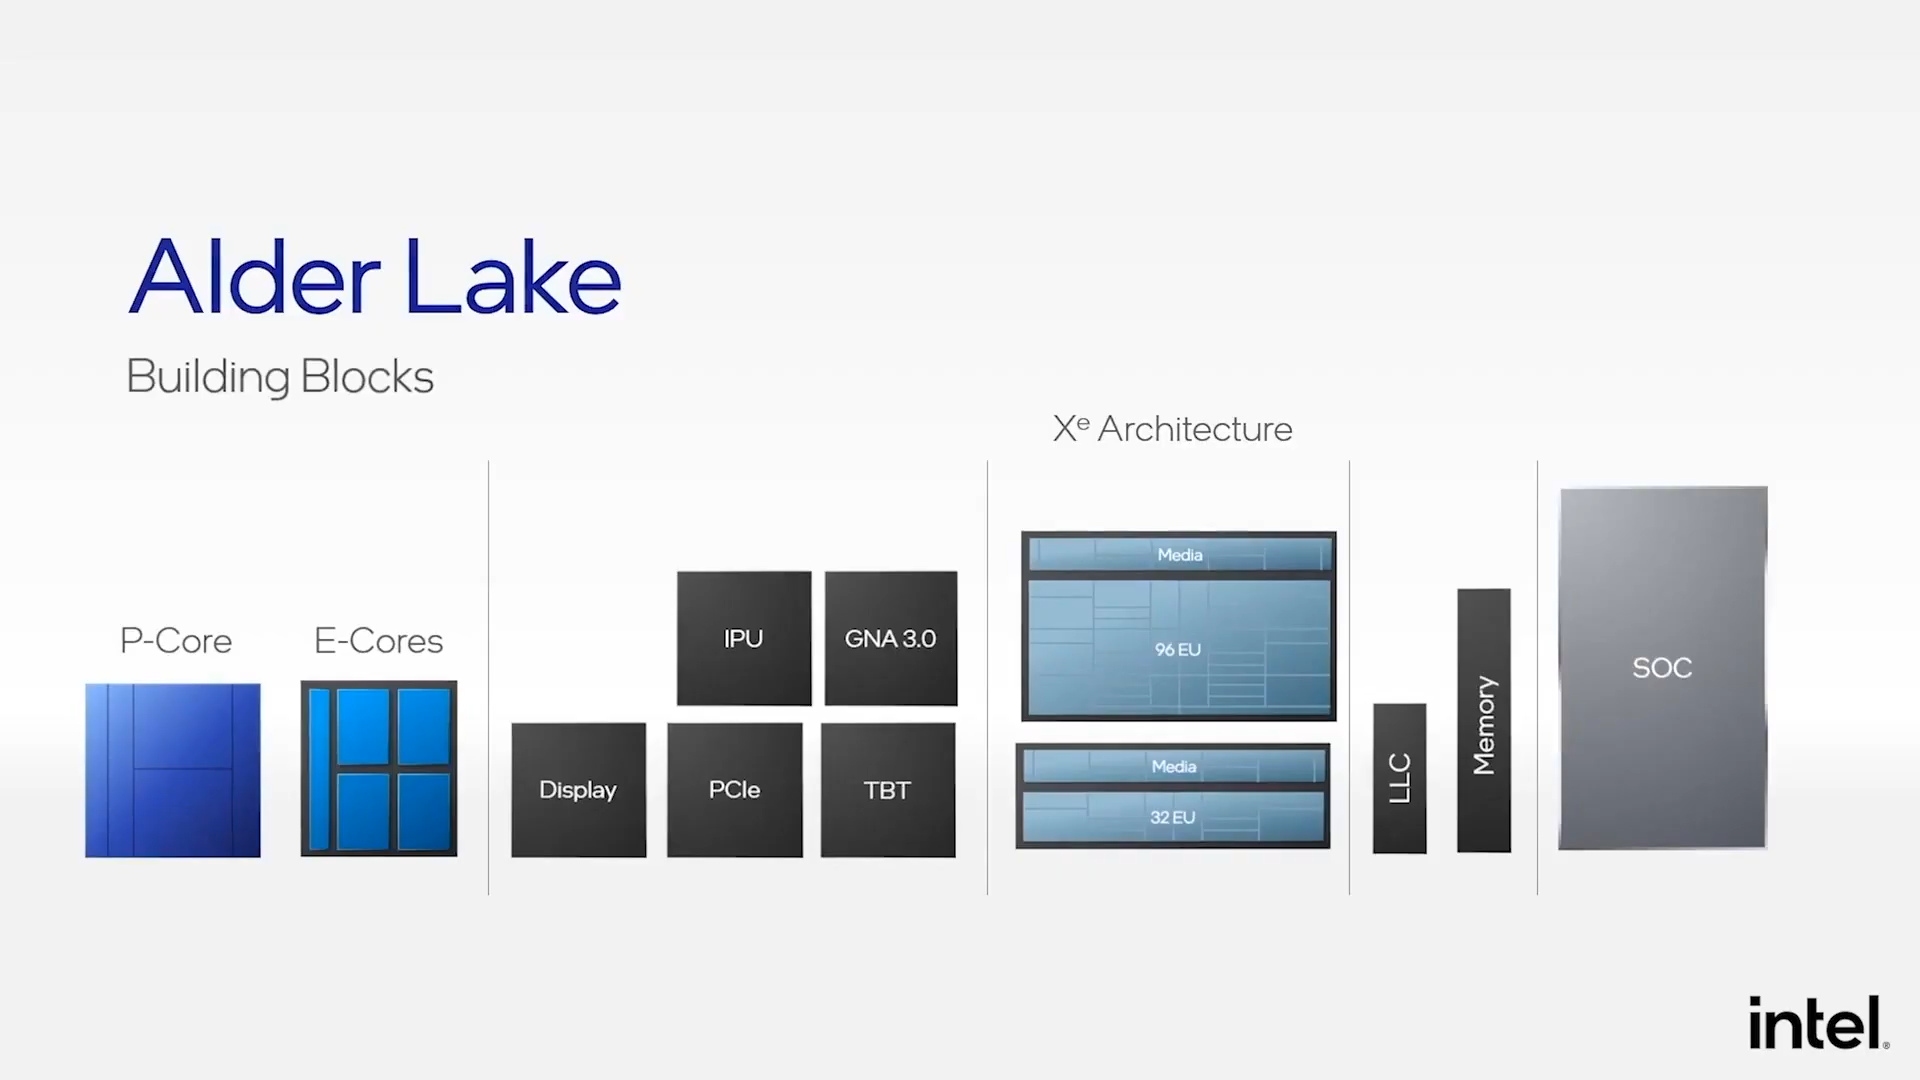 Alder Lake
Building Blocks
P-Core
E-Cores
IPU
GNA 3.0
Display
PCIe
TBT
Xᵉ Architecture
Media
96 EU
Media
32 EU
LLC
Memory
SOC
intel®